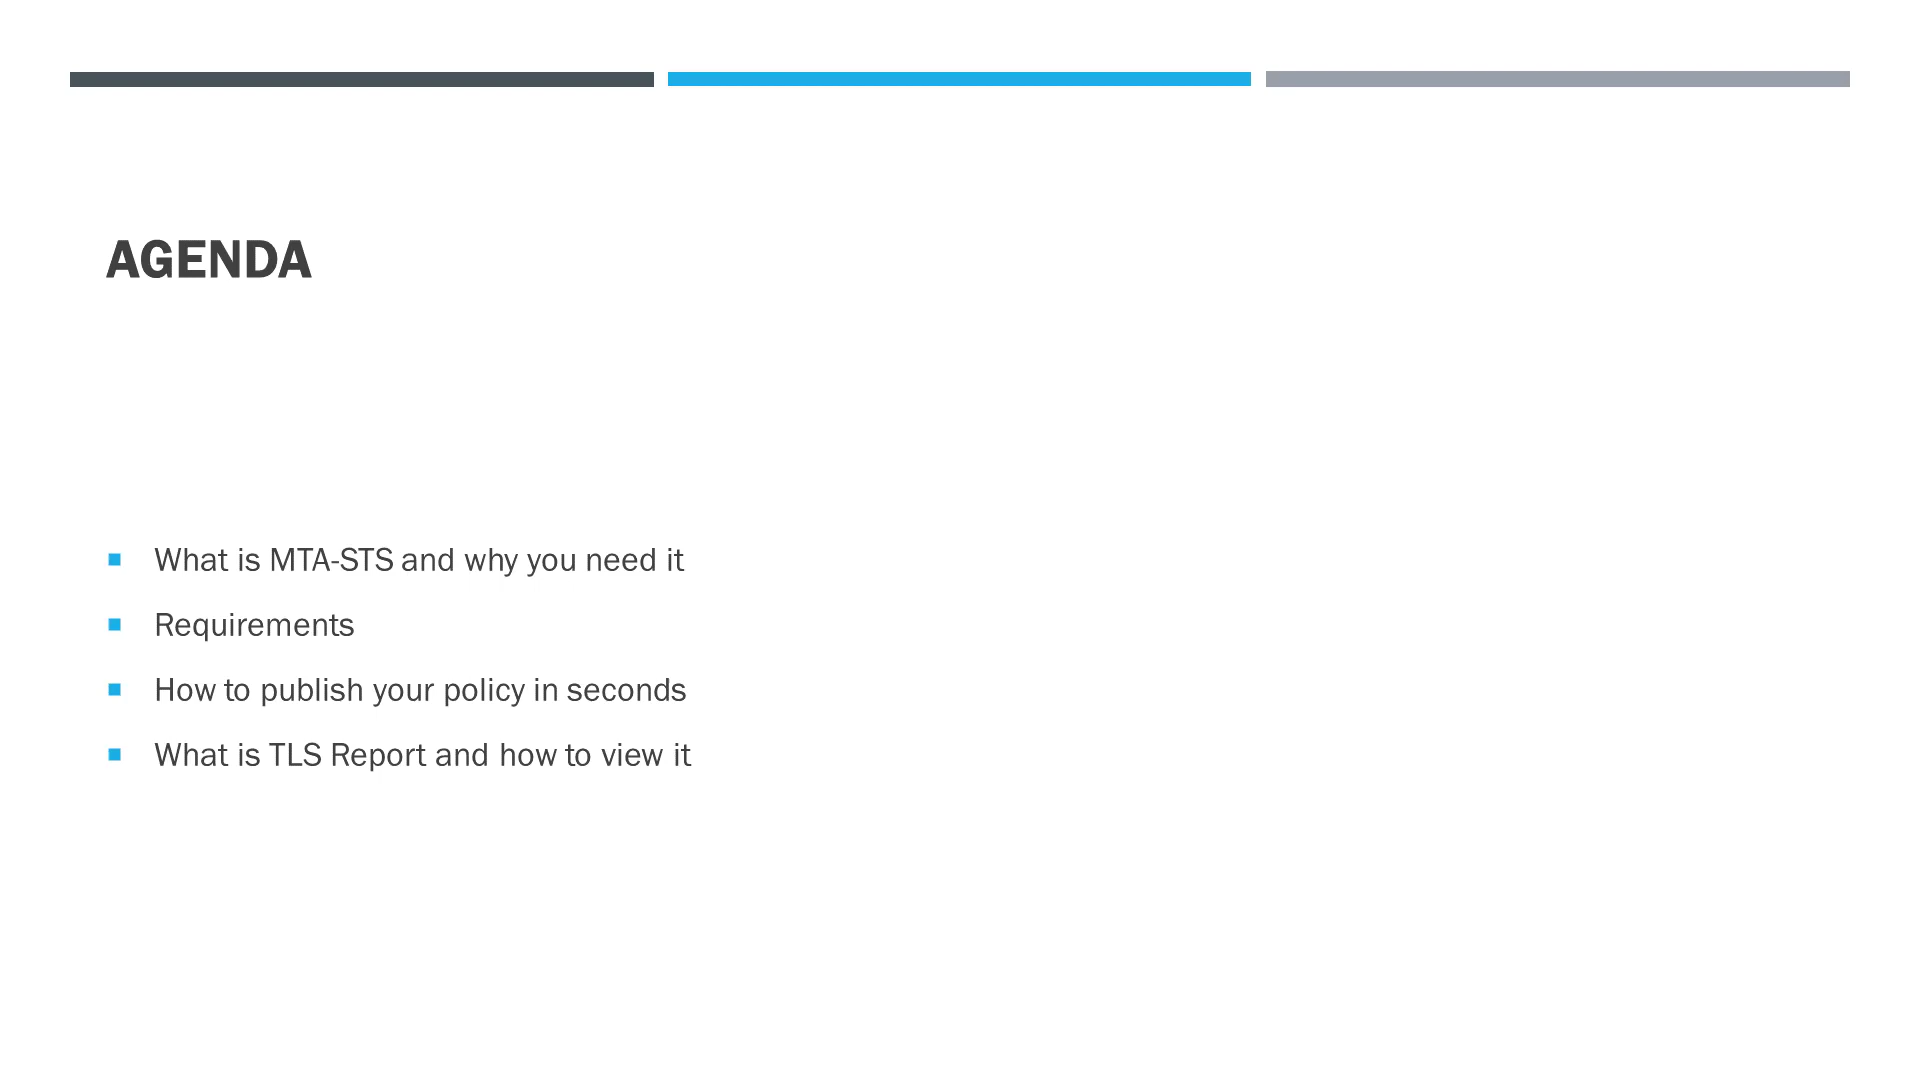 AGENDA
What is MTA-STS and why you need it
Requirements
How to publish your policy in seconds
What is TLS Report and how to view it